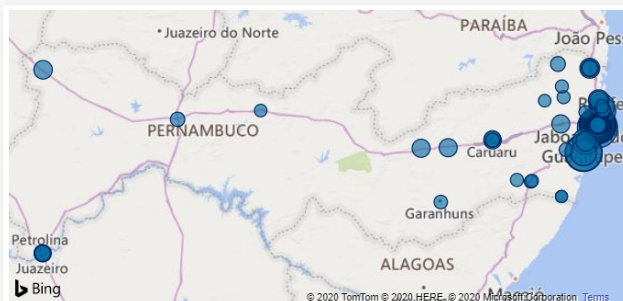 PARAÍBA
Juazeiro do Norte
João Pess
PERNAMBUCO
Caruaru
Garanhuns
Petrolina
Juazeiro
ALAGOAS
Bing
© 2020 TomTom © 2020 HERE, © 2020 Microsoft Corporation Terms